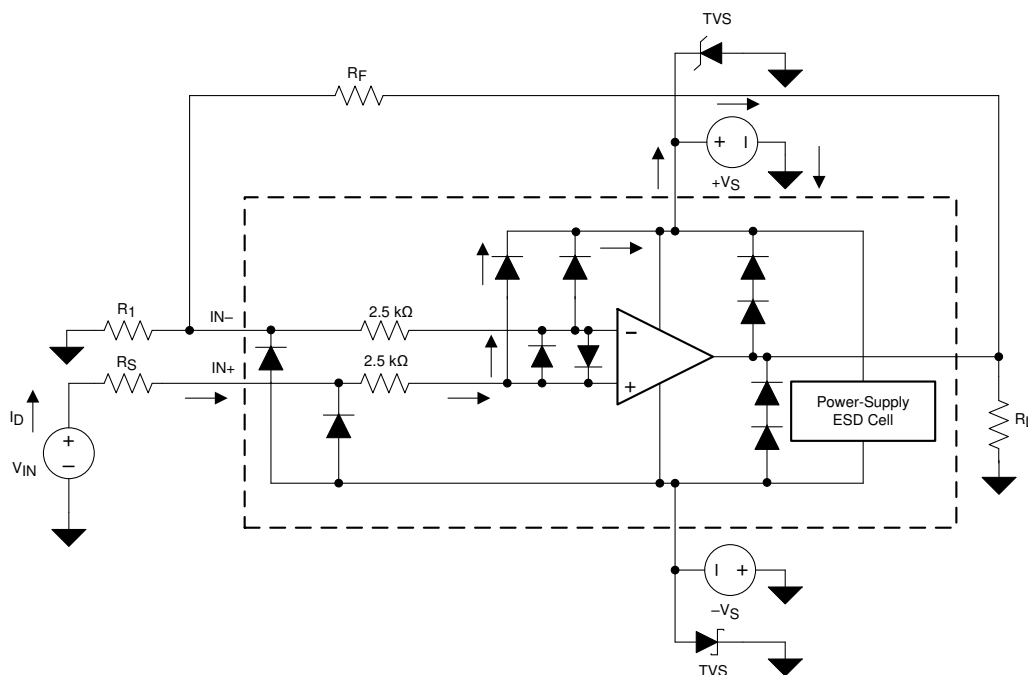 TVS
RF
+ −
+VS
R1
IN−
2.5 kΩ
−
RS
IN+
2.5 kΩ
+
ID
+
VIN
−
Power-Supply
ESD Cell
RL
− +
−VS
TVS